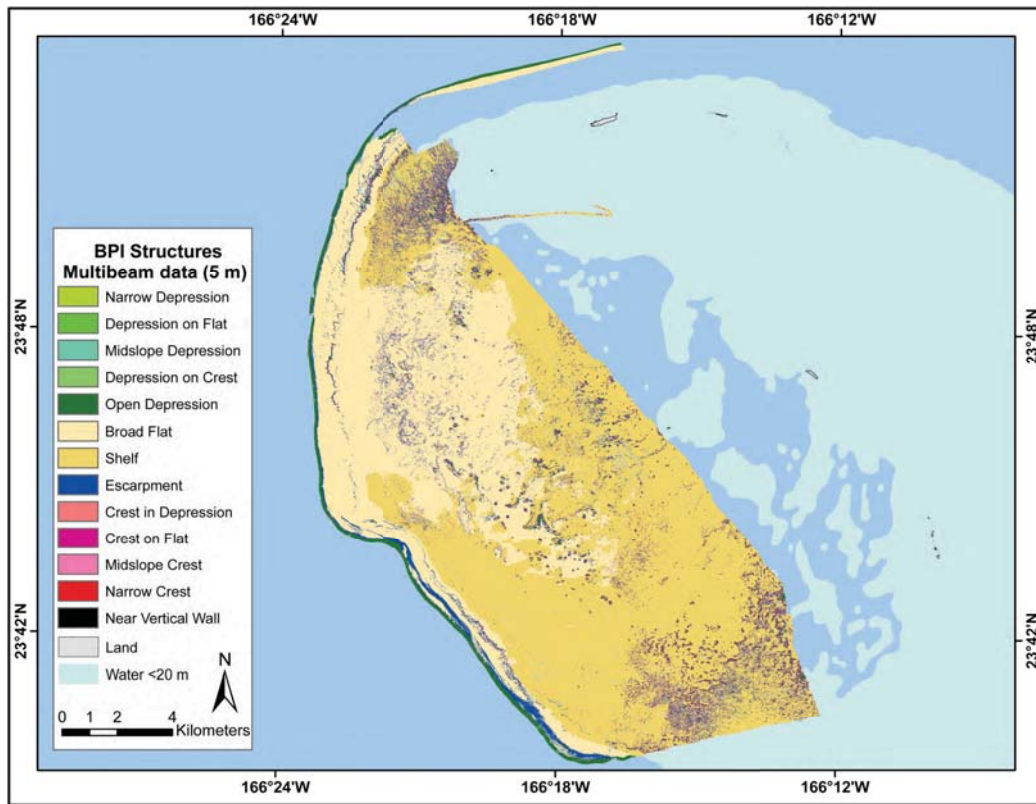 166°24'W 166°18'W 166°12'W
23°48'N
23°48'N
23°42'N
23°42'N
BPI Structures
Multibeam data (5 m)
Narrow Depression
Depression on Flat
Midslope Depression
Depression on Crest
Open Depression
Broad Flat
Shelf
Escarpment
Crest in Depression
Crest on Flat
Midslope Crest
Narrow Crest
Near Vertical Wall
Land
Water <20 m
N
0 1 2 4
Kilometers
166°24'W 166°18'W 166°12'W